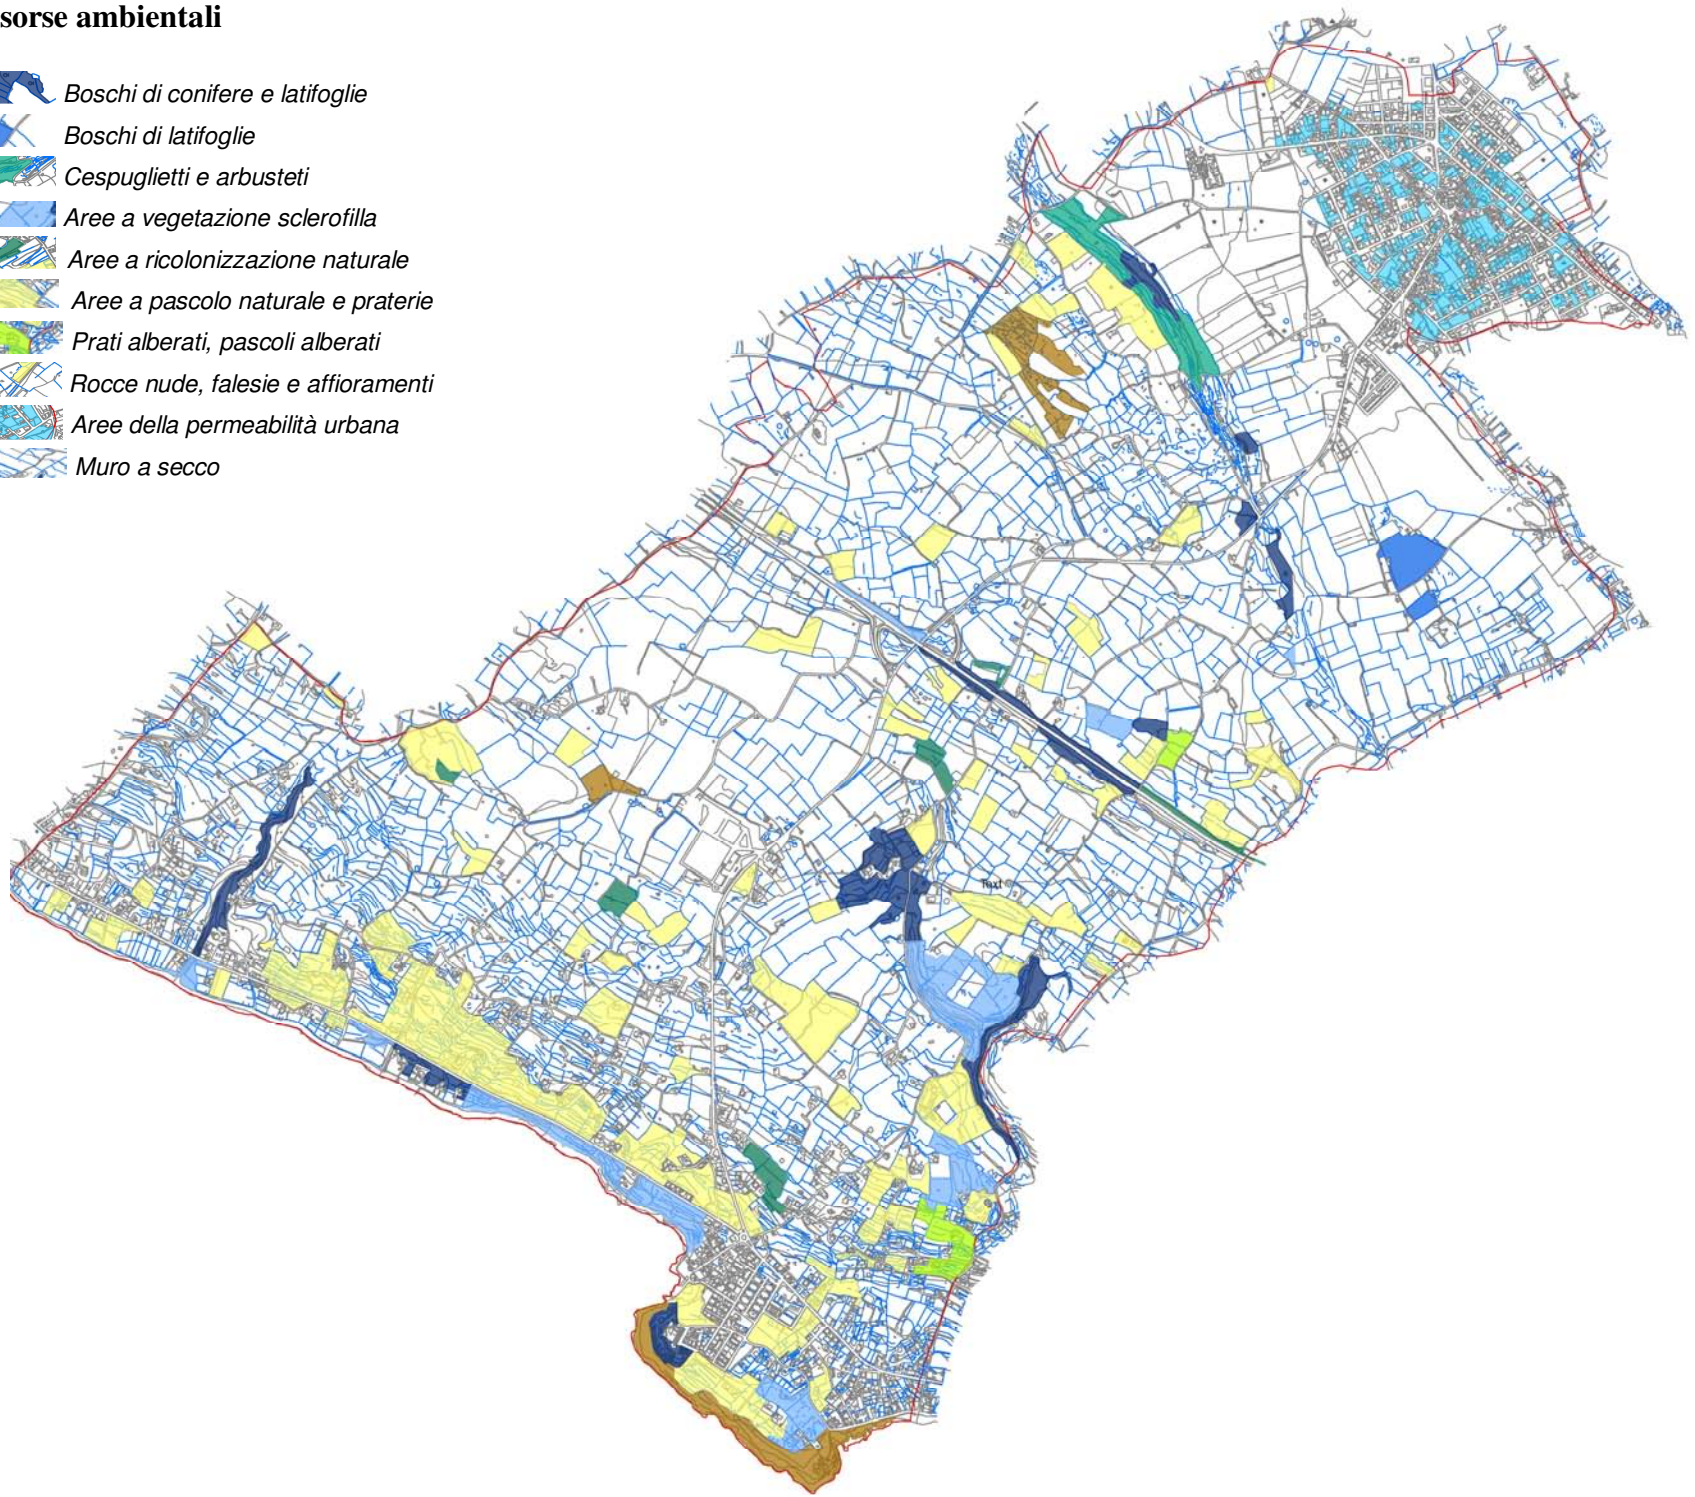 sorse ambientali
Boschi di conifere e latifoglie
Boschi di latifoglie
Cespuglietti e arbusteti
Aree a vegetazione sclerofilla
Aree a ricolonizzazione naturale
Aree a pascolo naturale e praterie
Prati alberati, pascoli alberati
Rocce nude, falesie e affioramenti
Aree della permeabilità urbana
Muro a secco
Text